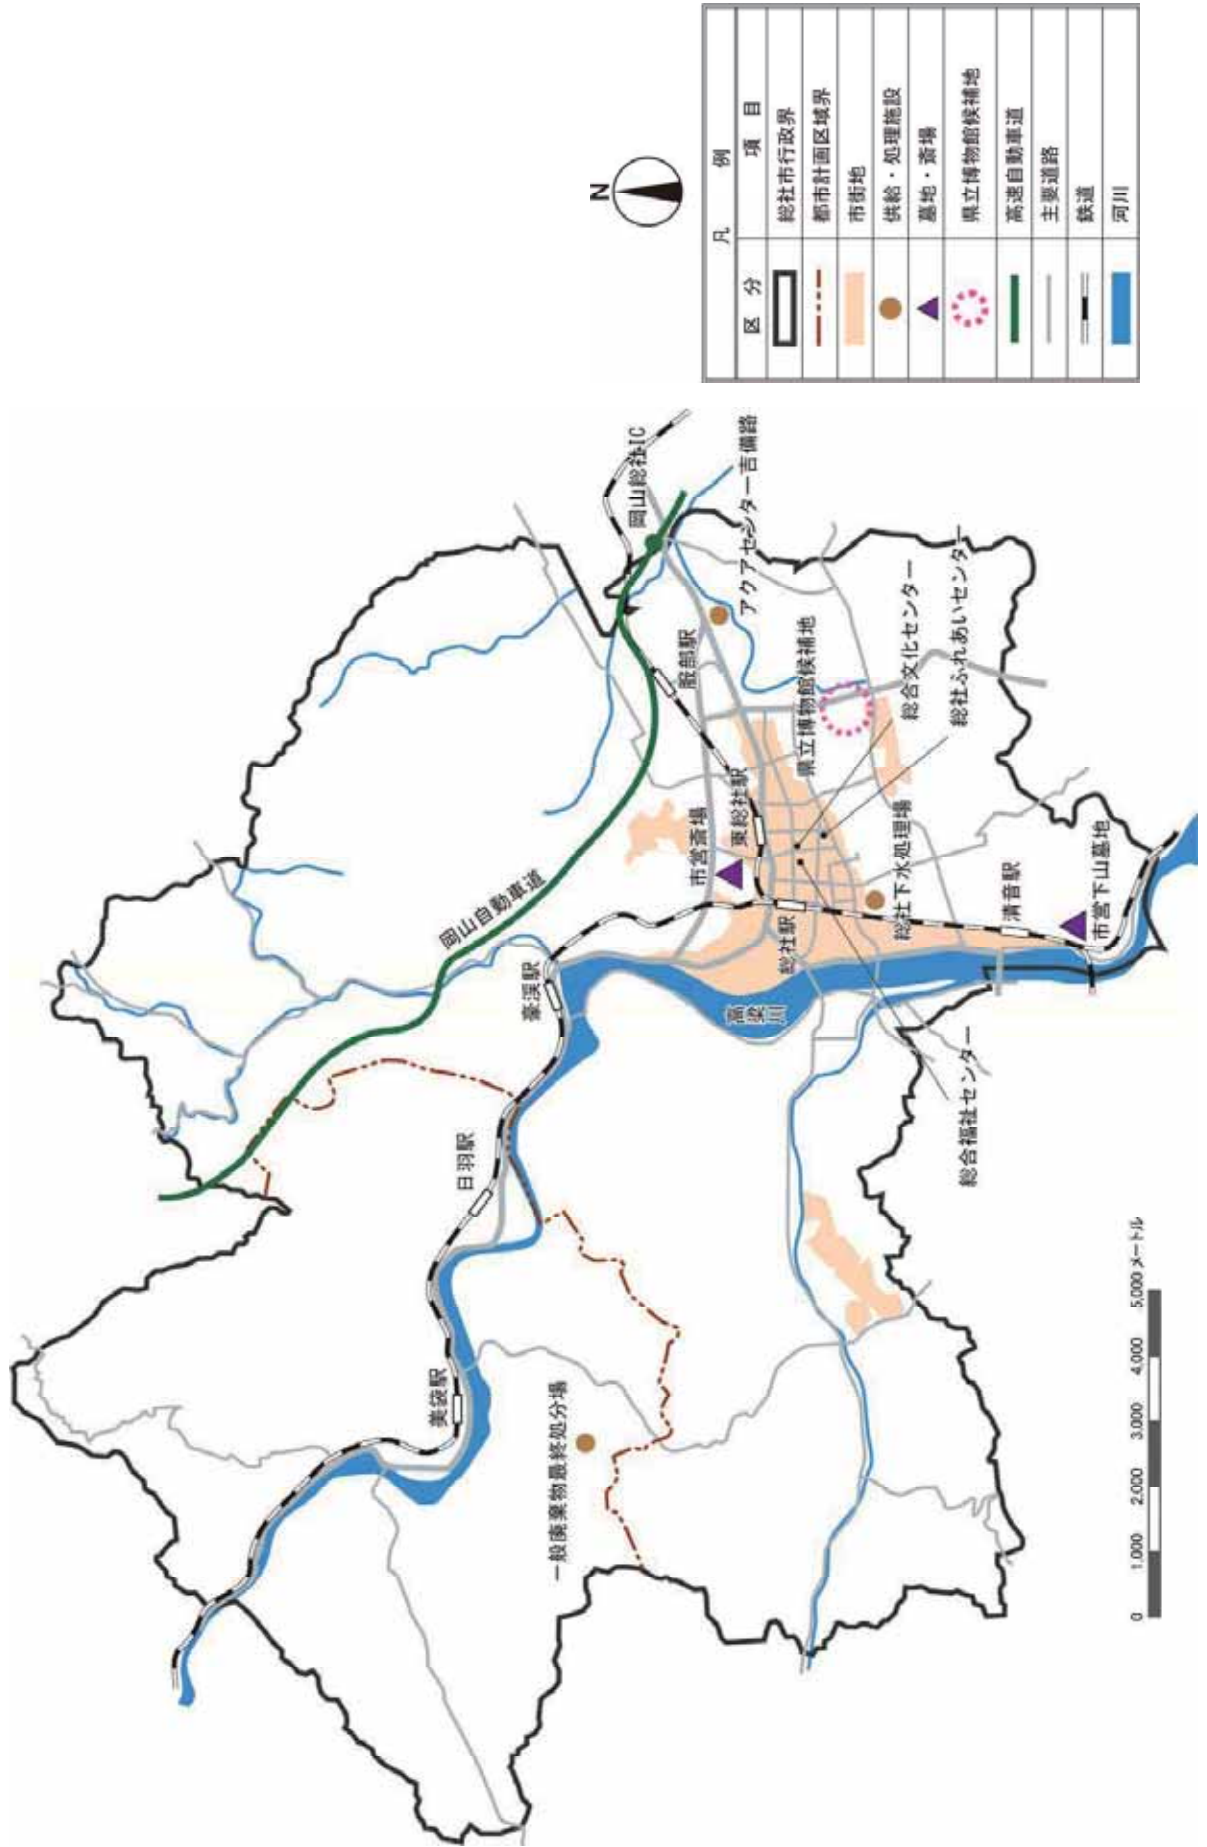 N
凡　例
区　分
項　目
総社市行政界
都市計画区域界
市街地
供給・処理施設
墓地・斎場
県立博物館候補地
高速自動車道
主要道路
鉄道
河川
岡山総社IC
アクアセンター吉備路
服部駅
県立博物館候補地
総合文化センター
総社ふれあいセンター
東総社駅
市営斎場
岡山自動車道
総社下水処理場
清音駅
市営下山墓地
総社駅
豪渓駅
高梁川
総合福祉センター
日羽駅
美袋駅
一般廃棄物最終処分場
0
1,000
2,000
3,000
4,000
5,000 メートル